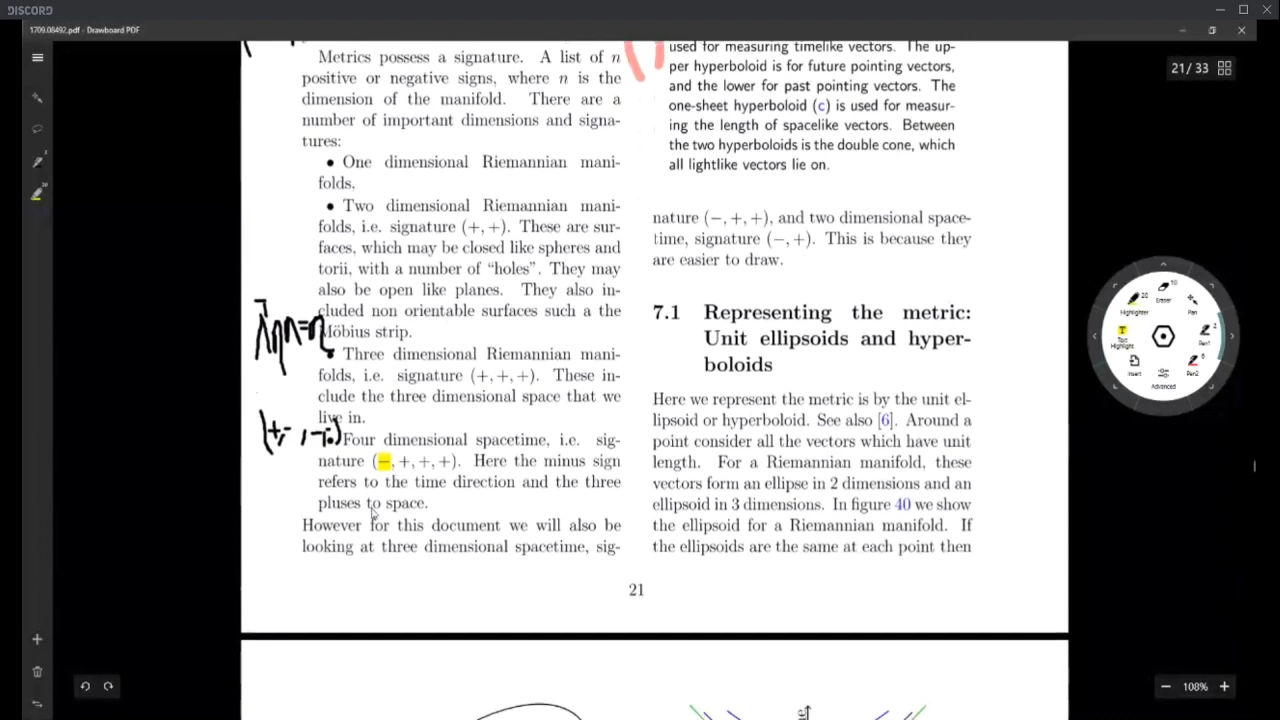 DISCORD
1709.08492.pdf - Drawboard PDF
21 / 33
Metrics possess a signature. A list of n
positive or negative signs, where n is the
dimension of the manifold. There are a
number of important dimensions and signa-
tures:
• One dimensional Riemannian mani-
folds.
• Two dimensional Riemannian mani-
folds, i.e. signature (+, +). These are sur-
faces, which may be closed like spheres and
torii, with a number of “holes”. They may
also be open like planes. They also in-
cluded non orientable surfaces such a the
Möbius strip.
• Three dimensional Riemannian mani-
folds, i.e. signature (+, +, +). These in-
clude the three dimensional space that we
live in.
Four dimensional spacetime, i.e. sig-
nature (−, +, +, +). Here the minus sign
refers to the time direction and the three
pluses to space.
However for this document we will also be
looking at three dimensional spacetime, sig-
used for measuring timelike vectors. The up-
per hyperboloid is for future pointing vectors,
and the lower for past pointing vectors. The
one-sheet hyperboloid (c) is used for measur-
ing the length of spacelike vectors. Between
the two hyperboloids is the double cone, which
all lightlike vectors lie on.
nature (−, +, +), and two dimensional space-
time, signature (−, +). This is because they
are easier to draw.
7.1 Representing the metric:
Unit ellipsoids and hyper-
boloids
Here we represent the metric is by the unit el-
lipsoid or hyperboloid. See also [6]. Around a
point consider all the vectors which have unit
length. For a Riemannian manifold, these
vectors form an ellipse in 2 dimensions and an
ellipsoid in 3 dimensions. In figure 40 we show
the ellipsoid for a Riemannian manifold. If
the ellipsoids are the same at each point then
21
Highlighter
Eraser
Pan
Text Highlight
Pen1
Insert
Pen2
Advanced
108%